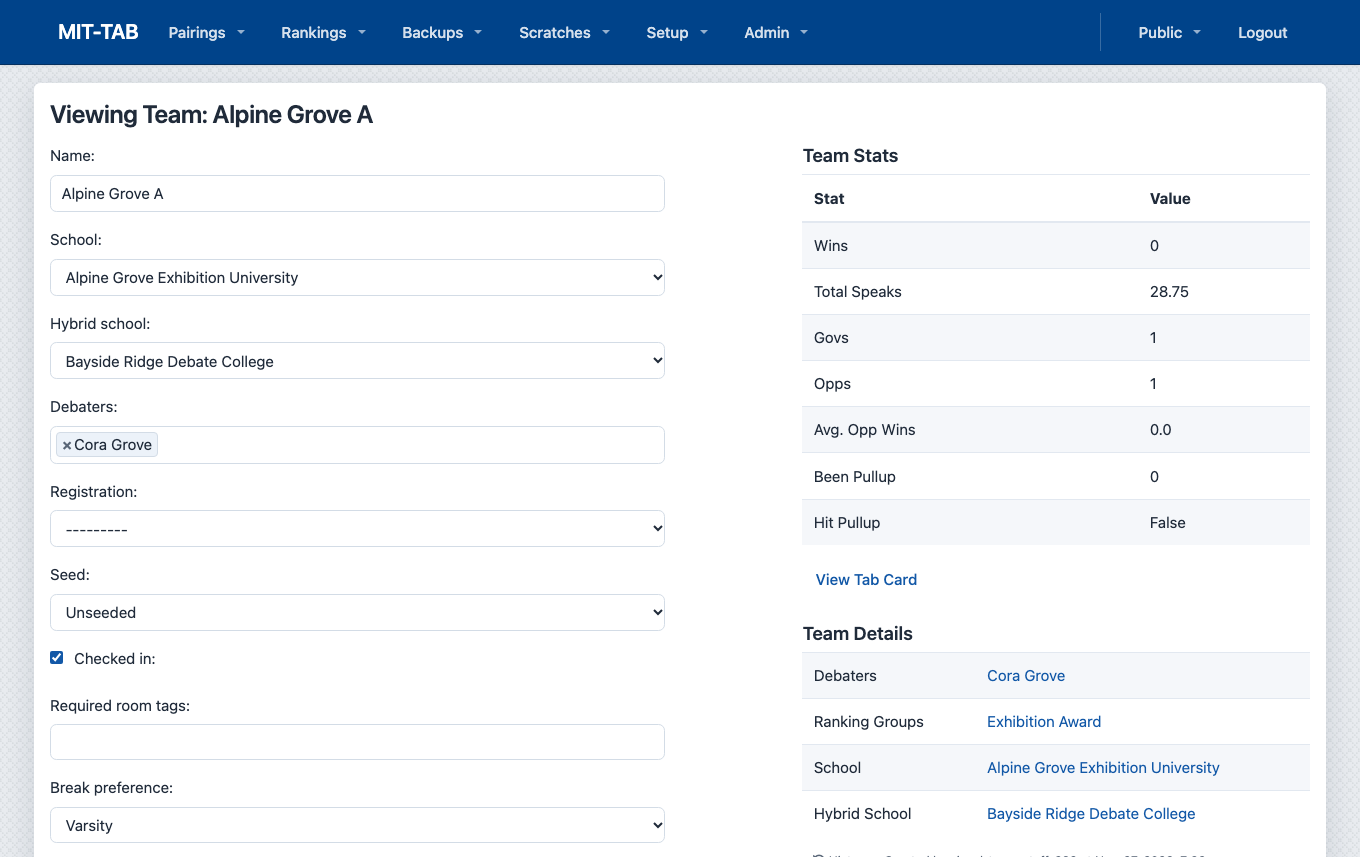 MIT-TAB Pairings Rankings Backups Scratches Setup Admin Public Logout
Viewing Team: Alpine Grove A
Name:
Alpine Grove A
School:
Alpine Grove Exhibition University
Hybrid school:
Bayside Ridge Debate College
Debaters:
×Cora Grove
Registration:
---------
Seed:
Unseeded
Checked in:
Required room tags:
Break preference:
Varsity
Team Stats
Stat Value
Wins 0
Total Speaks 28.75
Govs 1
Opps 1
Avg. Opp Wins 0.0
Been Pullup 0
Hit Pullup False
View Tab Card
Team Details
Debaters Cora Grove
Ranking Groups Exhibition Award
School Alpine Grove Exhibition University
Hybrid School Bayside Ridge Debate College